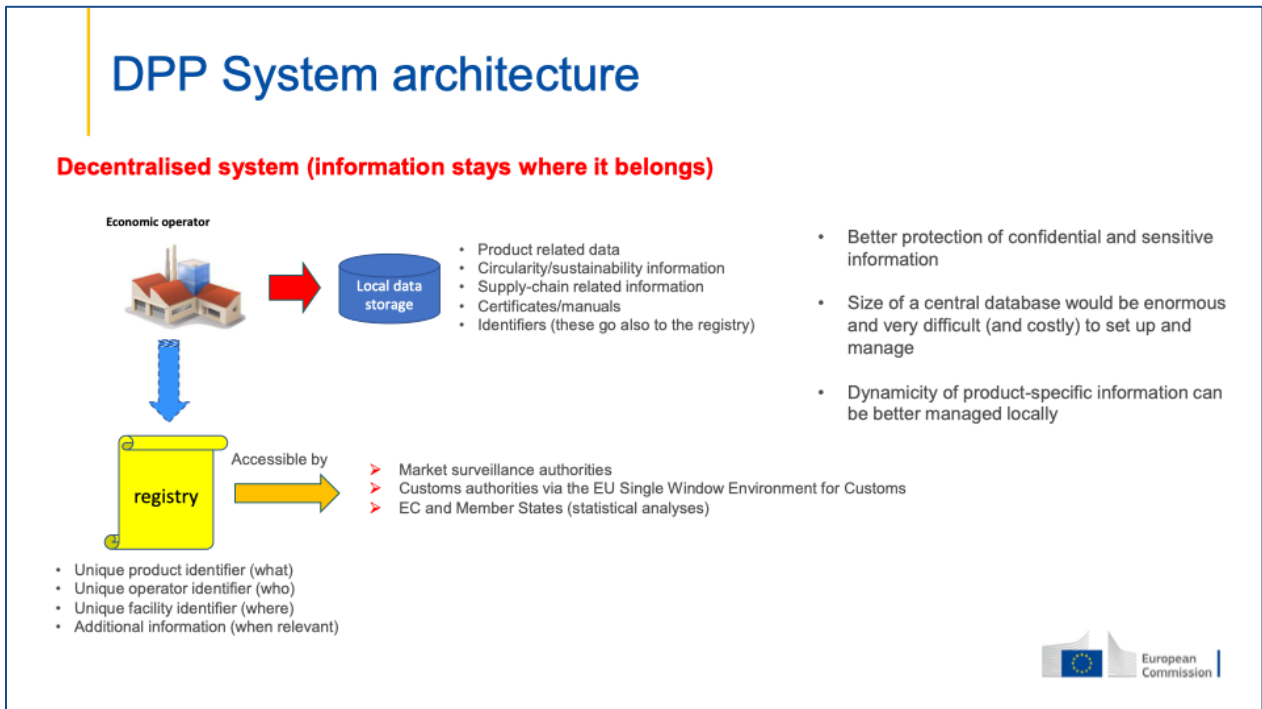 DPP System architecture
Decentralised system (information stays where it belongs)
Economic operator
Local data
storage
• Product related data
• Circularity/sustainability information
• Supply-chain related information
• Certificates/manuals
• Identifiers (these go also to the registry)
• Better protection of confidential and sensitive
information
• Size of a central database would be enormous
and very difficult (and costly) to set up and
manage
• Dynamicity of product-specific information can
be better managed locally
registry
Accessible by
➢ Market surveillance authorities
➢ Customs authorities via the EU Single Window Environment for Customs
➢ EC and Member States (statistical analyses)
• Unique product identifier (what)
• Unique operator identifier (who)
• Unique facility identifier (where)
• Additional information (when relevant)
European
Commission